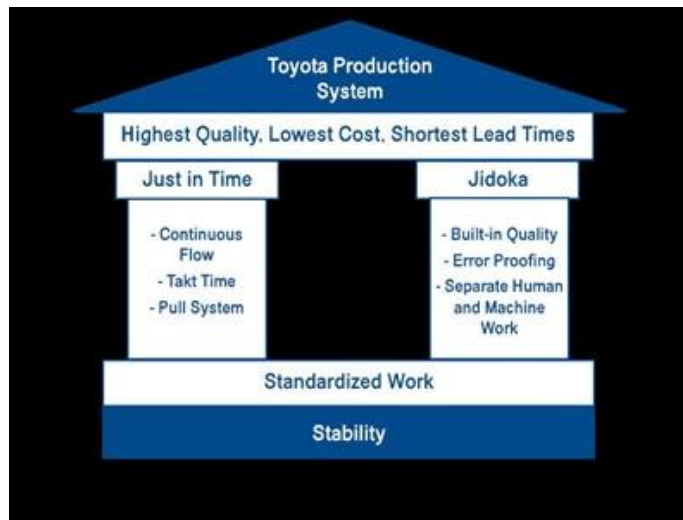 Toyota Production
System
Highest Quality, Lowest Cost, Shortest Lead Times
Just in Time
- Continuous
Flow
- Takt Time
- Pull System
Jidoka
- Built-in Quality
- Error Proofing
- Separate Human
and Machine
Work
Standardized Work
Stability